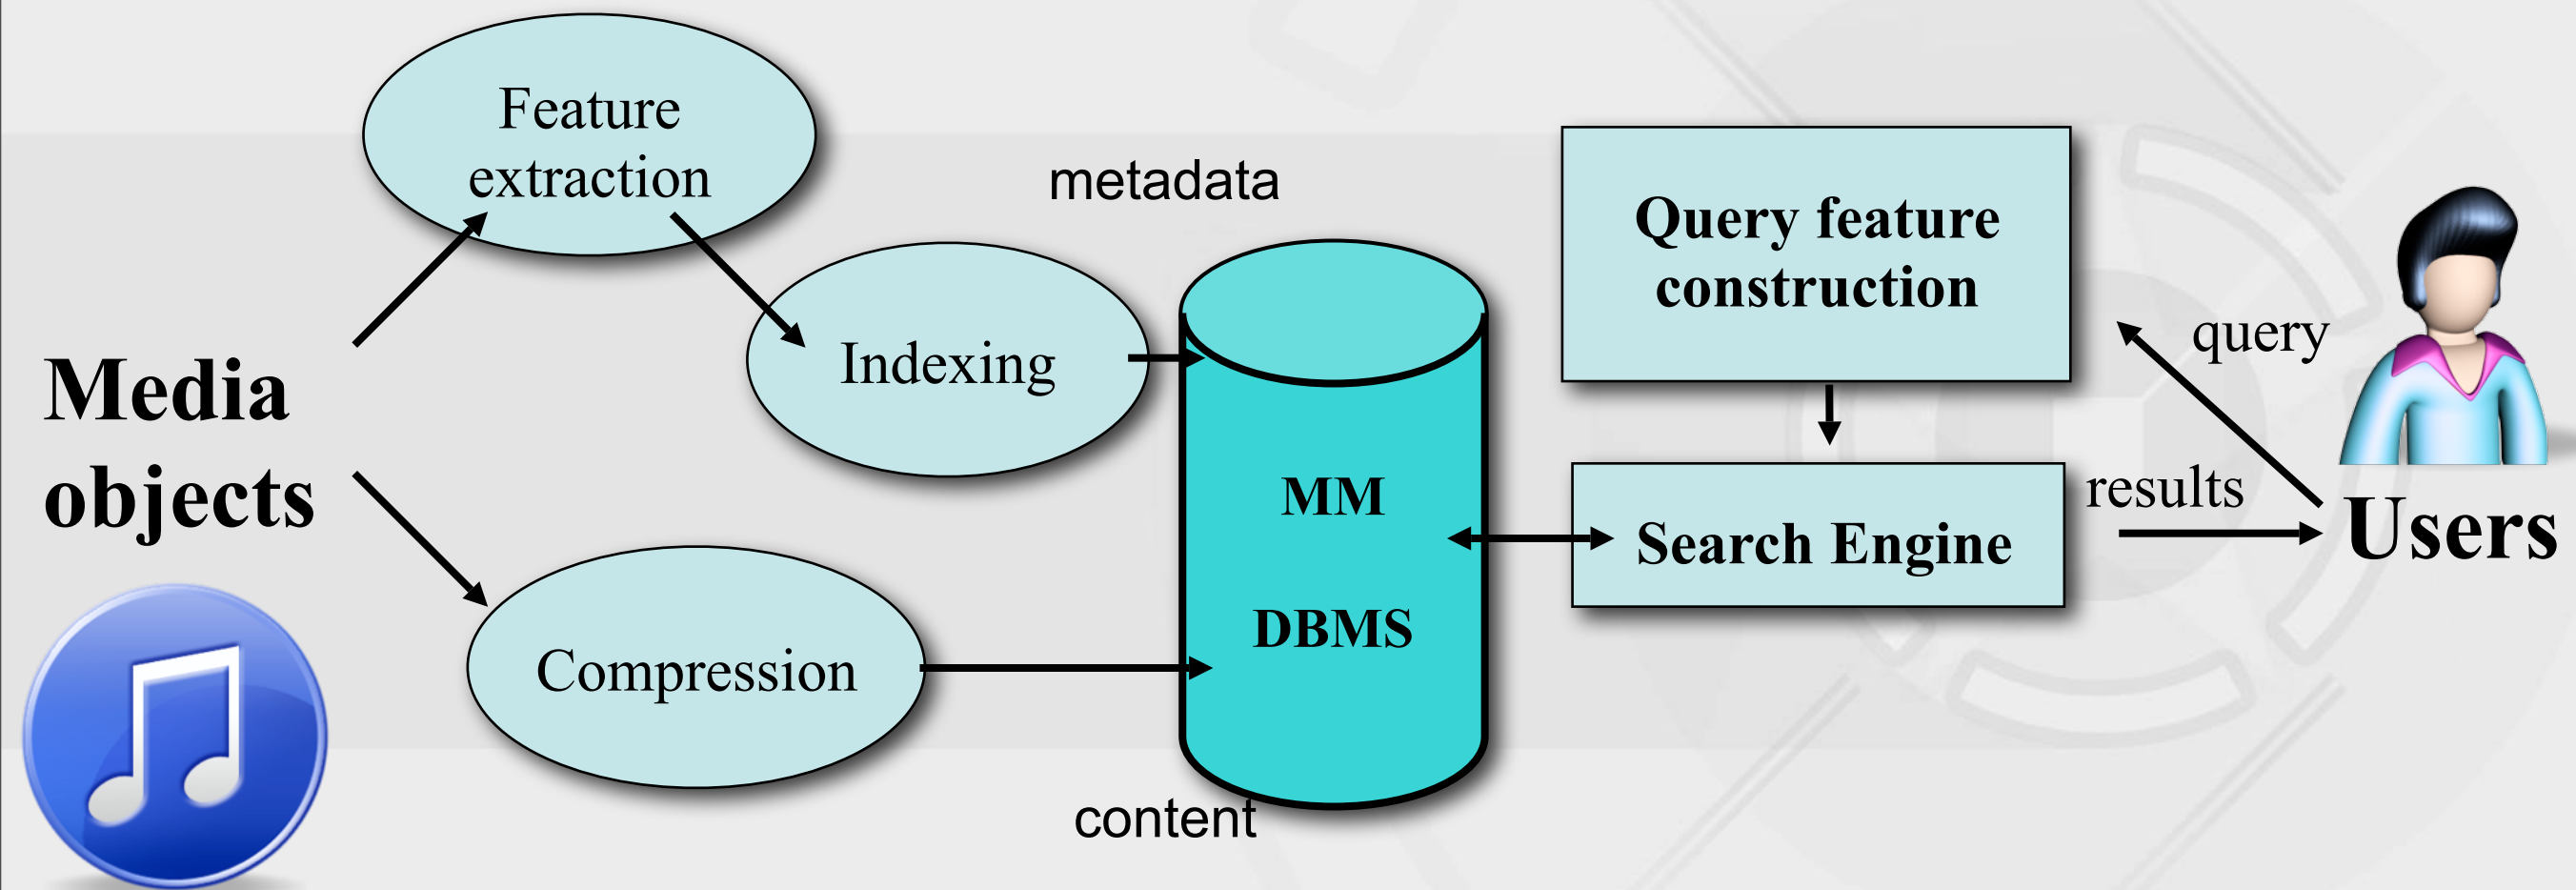 Feature
extraction
metadata
Query feature
construction
Indexing
query
Media
objects
MM
DBMS
results
Search Engine
Users
Compression
content